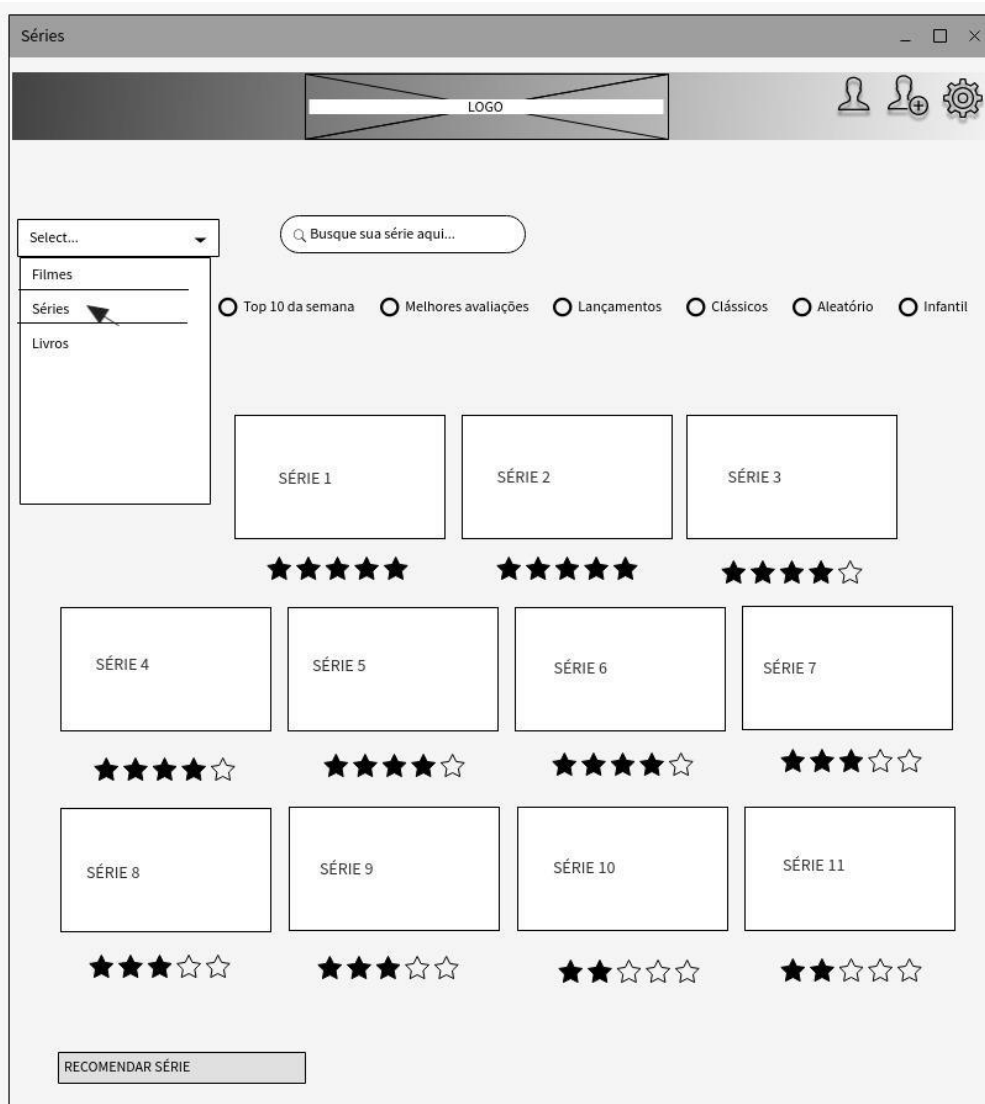 Séries
LOGO
Select...
Busque sua série aqui...
Filmes
Séries
Livros
Top 10 da semana Melhores avaliações Lançamentos Clássicos Aleatório Infantil
SÉRIE 1 SÉRIE 2 SÉRIE 3
SÉRIE 4 SÉRIE 5 SÉRIE 6 SÉRIE 7
SÉRIE 8 SÉRIE 9 SÉRIE 10 SÉRIE 11
RECOMENDAR SÉRIE